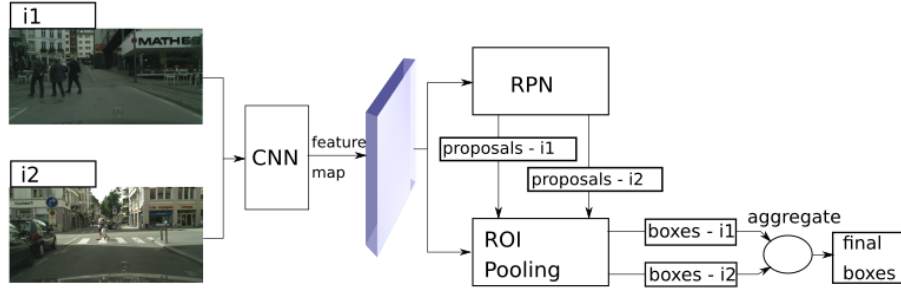 i1
MATHE
i2
CNN
feature
map
RPN
proposals - i1
proposals - i2
ROI
Pooling
boxes - i1
boxes - i2
aggregate
final
boxes